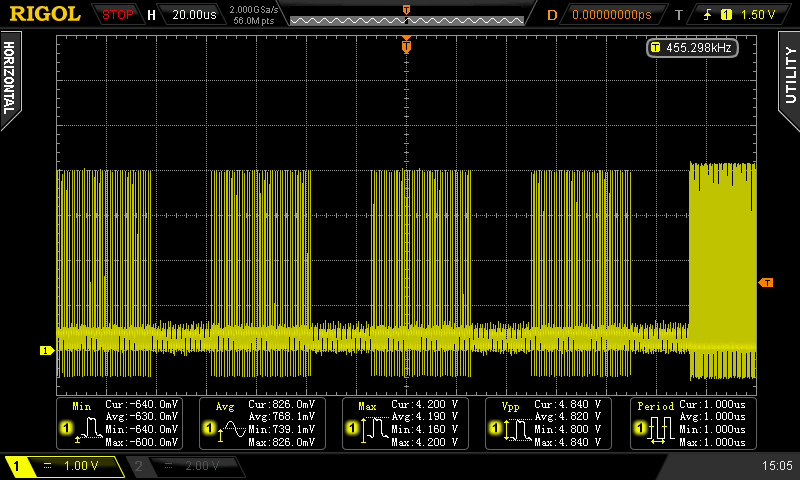 RIGOL STOP H 20.00us 2.000GSa/s 56.0M pts D 0.00000000ps T 1 1.50 V
T
T
T 455.298kHz
HORIZONTAL
UTILITY
T
1
Min Cur:-640.0mV Avg:-630.0mV Min:-640.0mV Max:-600.0mV
1
Avg Cur:826.0mV Avg:768.1mV Min:739.1mV Max:826.0mV
1
Max Cur:4.200 V Avg:4.190 V Min:4.160 V Max:4.200 V
1
Vpp Cur:4.840 V Avg:4.820 V Min:4.800 V Max:4.840 V
1
Period Cur:1.000us Avg:1.000us Min:1.000us Max:1.000us
1
1 1.00 V 2 2.00 V 15:05